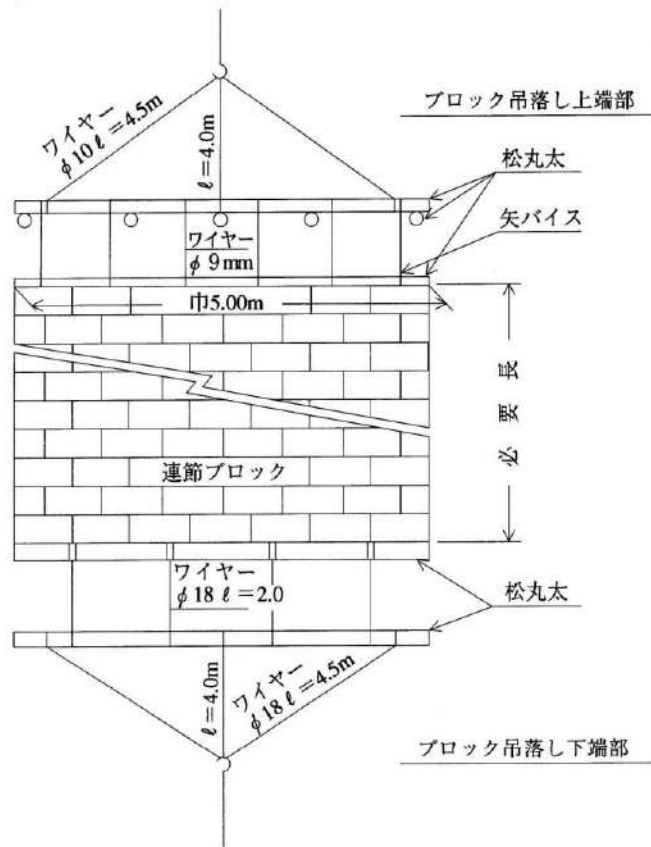 ブロック吊落し上端部
ワイヤー
φ10ℓ=4.5m
ℓ=4.0m
松丸太
矢バイス
ワイヤー
φ9mm
巾5.00m
必要長
連節ブロック
ワイヤー
φ18 ℓ=2.0
松丸太
ℓ=4.0m
ワイヤー
φ18ℓ=4.5m
ブロック吊落し下端部